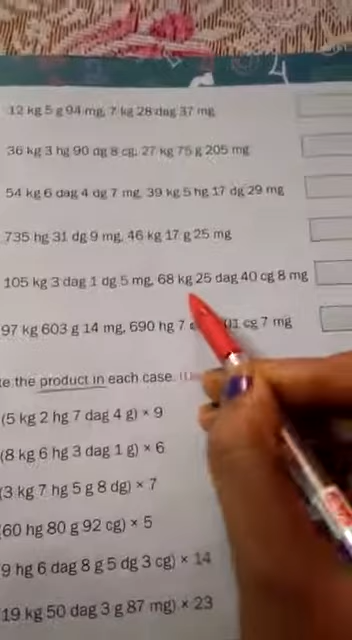 12 kg 5 g 94 mg, 7 kg 28 dag 37 mg
36 kg 3 hg 90 dg 8 cg, 27 kg 75 g 205 mg
54 kg 6 dag 4 dg 7 mg, 39 kg 5 hg 17 dg 29 mg
735 hg 31 dg 9 mg, 46 kg 17 g 25 mg
105 kg 3 dag 1 dg 5 mg, 68 kg 25 dag 40 cg 8 mg
97 kg 603 g 14 mg, 690 hg 7 cg 7 mg
the product in each case.
(5 kg 2 hg 7 dag 4 g) × 9
(8 kg 6 hg 3 dag 1 g) × 6
(3 kg 7 hg 5 g 8 dg) × 7
(60 hg 80 g 92 cg) × 5
9 hg 6 dag 8 g 5 dg 3 cg) × 14
19 kg 50 dag 3 g 87 mg) × 23